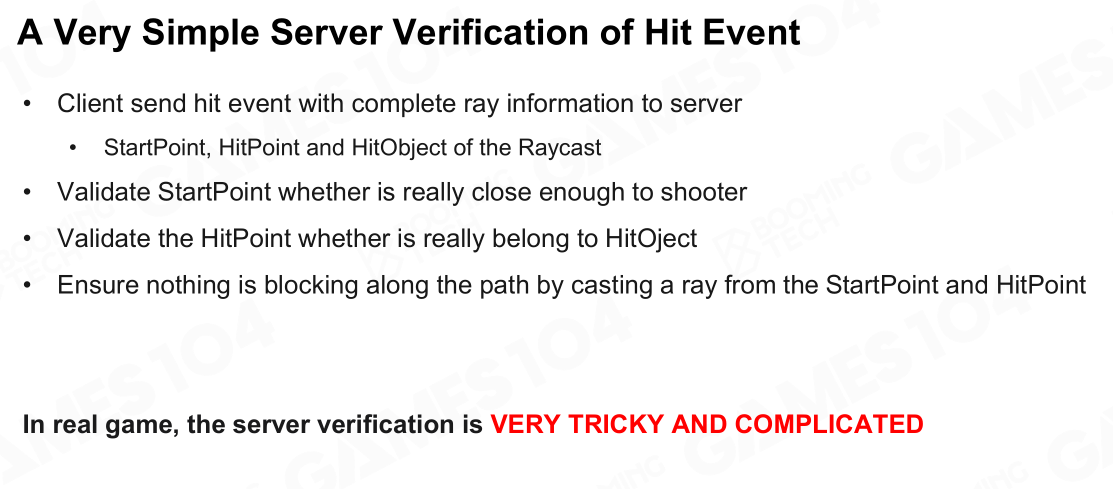 A Very Simple Server Verification of Hit Event
• Client send hit event with complete ray information to server
• StartPoint, HitPoint and HitObject of the Raycast
• Validate StartPoint whether is really close enough to shooter
• Validate the HitPoint whether is really belong to HitOject
• Ensure nothing is blocking along the path by casting a ray from the StartPoint and HitPoint
In real game, the server verification is VERY TRICKY AND COMPLICATED
GAMES104
BOOMING
TECH